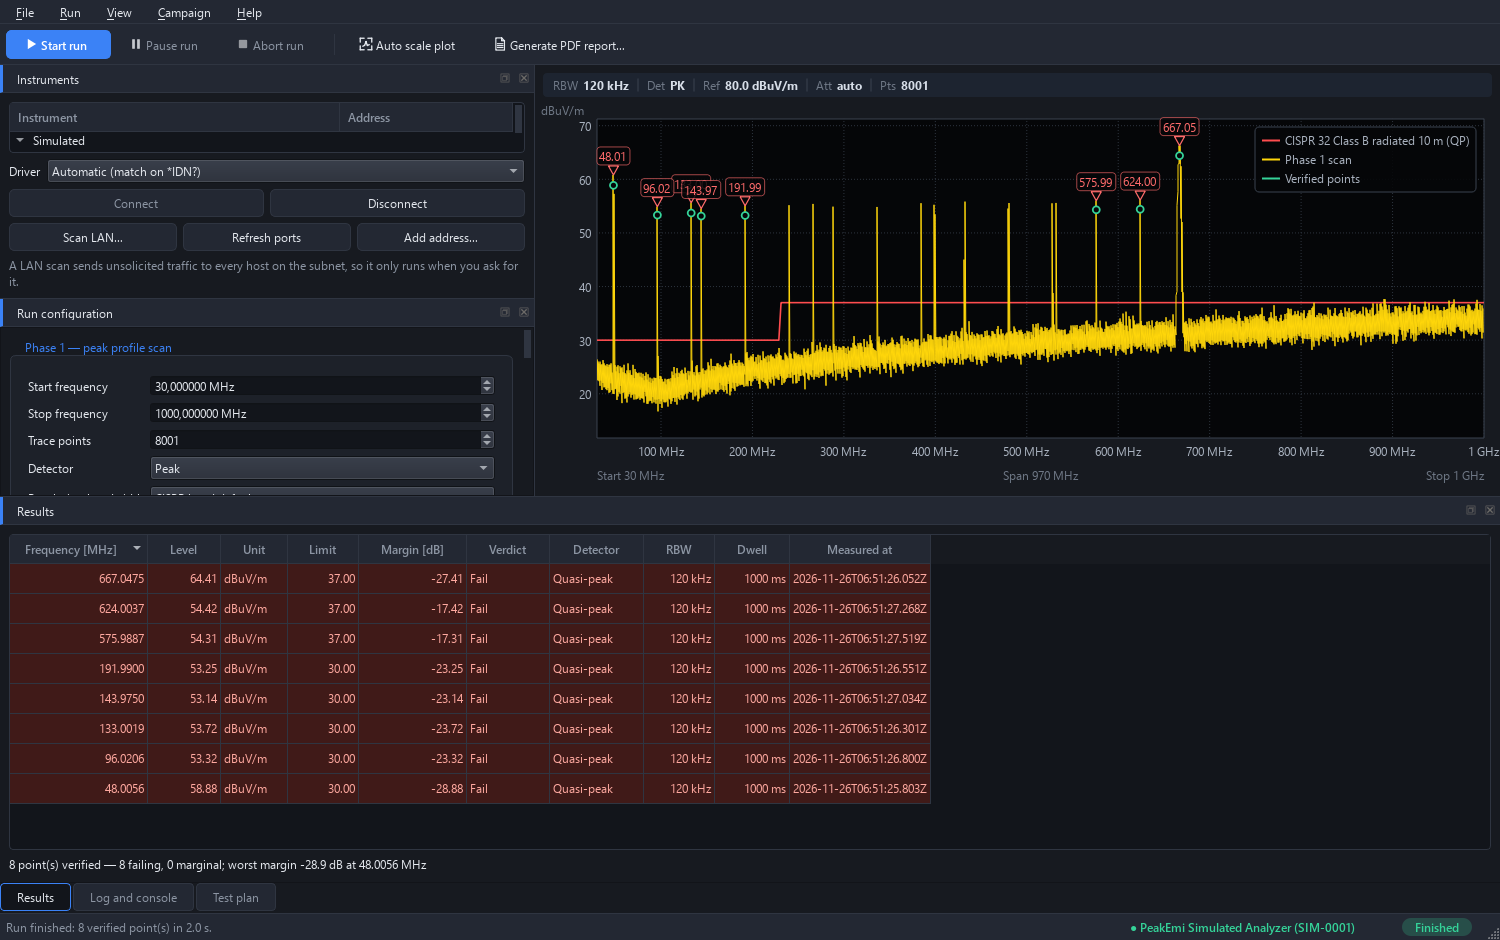 File Run View Campaign Help
Start run Pause run Abort run Auto scale plot Generate PDF report...
Instruments
Instrument Address
Simulated
Driver Automatic (match on *IDN?)
Connect Disconnect
Scan LAN... Refresh ports Add address...
A LAN scan sends unsolicited traffic to every host on the subnet, so it only runs when you ask for
it.
Run configuration
Phase 1 — peak profile scan
Start frequency 30,000000 MHz
Stop frequency 1000,000000 MHz
Trace points 8001
Detector Peak
RBW 120 kHz Det PK Ref 80.0 dBuV/m Att auto Pts 8001
dBuV/m
70
60
50
40
30
20
48.01
96.02
143.97
191.99
575.99
624.00
667.05
CISPR 32 Class B radiated 10 m (QP)
Phase 1 scan
Verified points
100 MHz 200 MHz 300 MHz 400 MHz 500 MHz 600 MHz 700 MHz 800 MHz 900 MHz 1 GHz
Start 30 MHz Span 970 MHz Stop 1 GHz
Results
Frequency [MHz] Level Unit Limit Margin [dB] Verdict Detector RBW Dwell Measured at
667.0475 64.41 dBuV/m 37.00 -27.41 Fail Quasi-peak 120 kHz 1000 ms 2026-11-26T06:51:26.052Z
624.0037 54.42 dBuV/m 37.00 -17.42 Fail Quasi-peak 120 kHz 1000 ms 2026-11-26T06:51:27.268Z
575.9887 54.31 dBuV/m 37.00 -17.31 Fail Quasi-peak 120 kHz 1000 ms 2026-11-26T06:51:27.519Z
191.9900 53.25 dBuV/m 30.00 -23.25 Fail Quasi-peak 120 kHz 1000 ms 2026-11-26T06:51:26.551Z
143.9750 53.14 dBuV/m 30.00 -23.14 Fail Quasi-peak 120 kHz 1000 ms 2026-11-26T06:51:27.034Z
133.0019 53.72 dBuV/m 30.00 -23.72 Fail Quasi-peak 120 kHz 1000 ms 2026-11-26T06:51:26.301Z
96.0206 53.32 dBuV/m 30.00 -23.32 Fail Quasi-peak 120 kHz 1000 ms 2026-11-26T06:51:26.800Z
48.0056 58.88 dBuV/m 30.00 -28.88 Fail Quasi-peak 120 kHz 1000 ms 2026-11-26T06:51:25.803Z
8 point(s) verified — 8 failing, 0 marginal; worst margin -28.9 dB at 48.0056 MHz
Results Log and console Test plan
Run finished: 8 verified point(s) in 2.0 s. ● PeakEmi Simulated Analyzer (SIM-0001) Finished